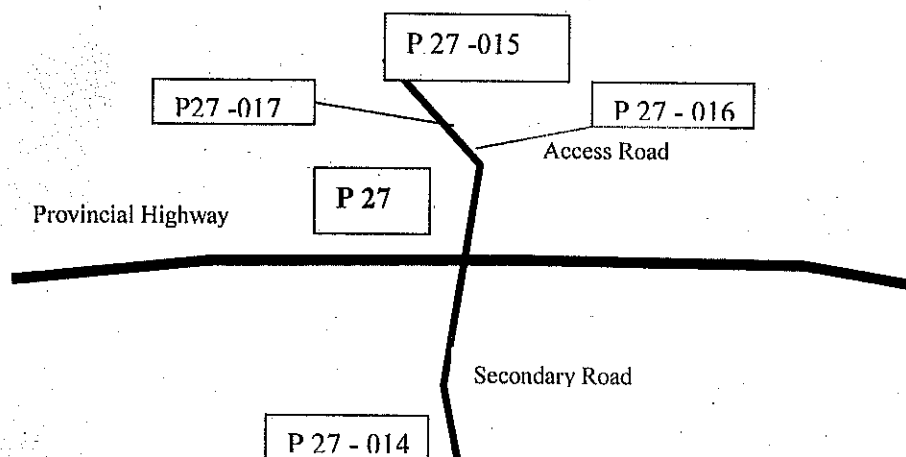 P 27 -015
P27 -017
P 27 - 016
Access Road
P 27
Provincial Highway
Secondary Road
P 27 - 014